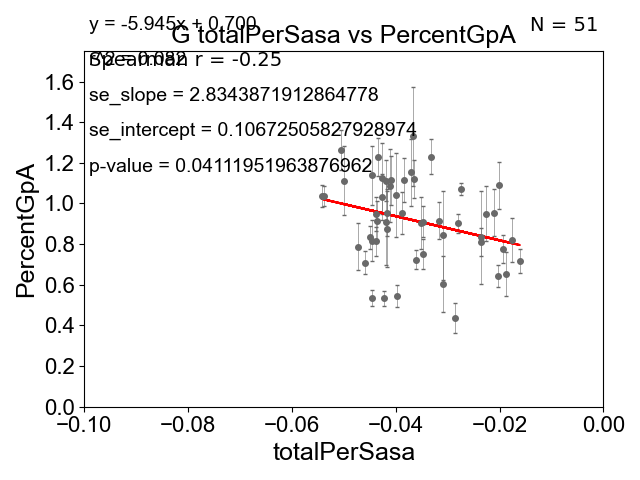 y = -5.945x + 0.700
G totalPerSasa vs PercentGpA
N = 51
Spearman r = -0.25
se_slope = 2.8343871912864778
se_intercept = 0.10672505827928974
p-value = 0.04111951963876962
PercentGpA
1.6
1.4
1.2
1.0
0.8
0.6
0.4
0.2
0.0
−0.10
−0.08
−0.06
−0.04
−0.02
0.00
totalPerSasa